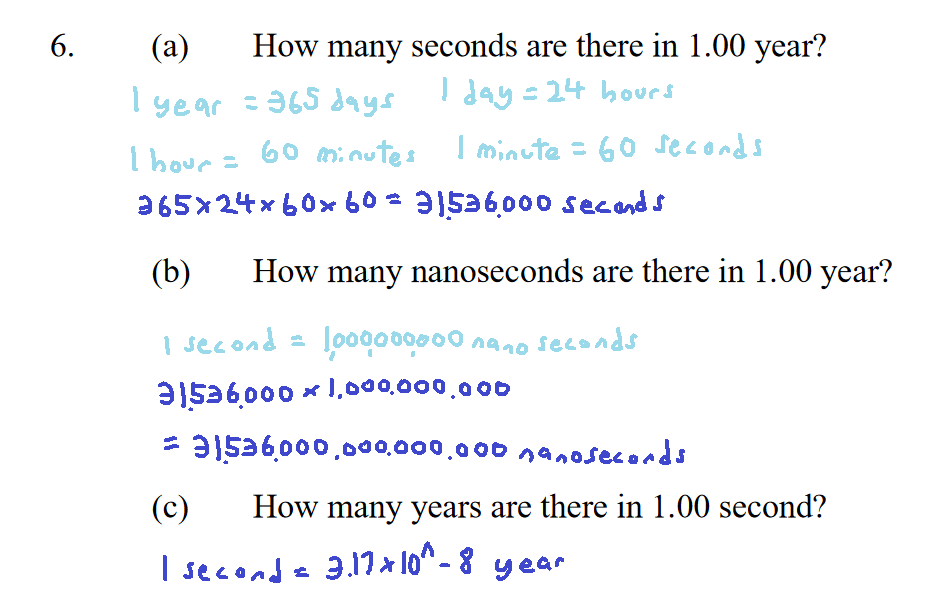 6. (a) How many seconds are there in 1.00 year?
1 year = 365 days 1 day = 24 hours
1 hour = 60 minutes 1 minute = 60 seconds
365×24×60×60 = 31,536,000 seconds
(b) How many nanoseconds are there in 1.00 year?
1 second = 1,000,000,000 nano seconds
31,536,000 × 1,000,000,000
= 31,536,000,000,000,000 nanoseconds
(c) How many years are there in 1.00 second?
1 second = 3.17×10^-8 year